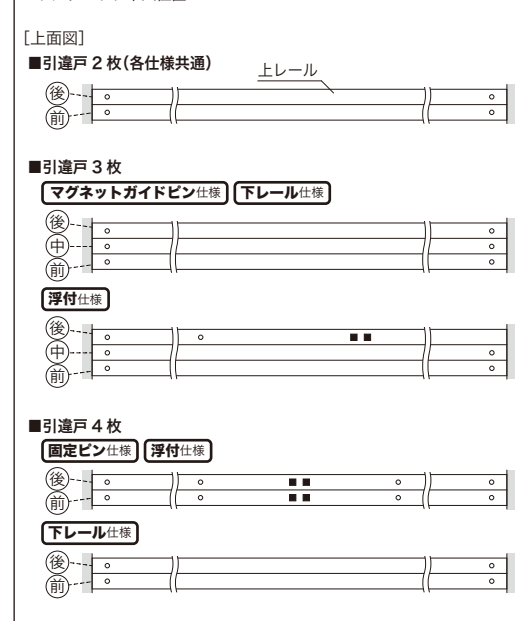 ［上面図］
■引違戸２枚（各仕様共通）
上レール
後
前
■引違戸３枚
マグネットガイドピン仕様 下レール仕様
後
中
前
浮付仕様
後
中
前
■引違戸４枚
固定ピン仕様 浮付仕様
後
前
下レール仕様
後
前